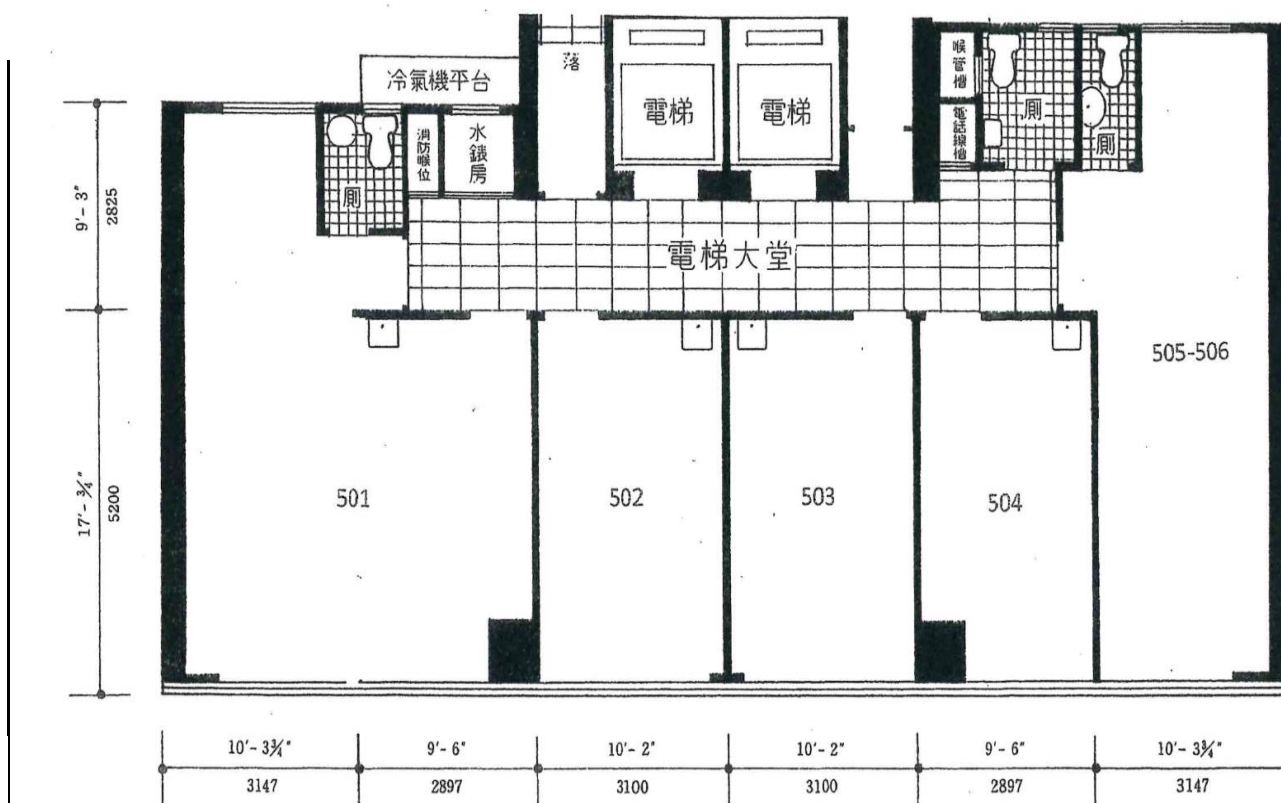 落
冷氣機平台
電梯
電梯
喉管槽
廁
廁
電話線槽
消防喉位
水錶房
廁
電梯大堂
9'- 3"
2825
17'- ¾"
5200
501
502
503
504
505-506
10'- 3¾"
9'- 6"
10'- 2"
10'- 2"
9'- 6"
10'- 3¾"
3147
2897
3100
3100
2897
3147